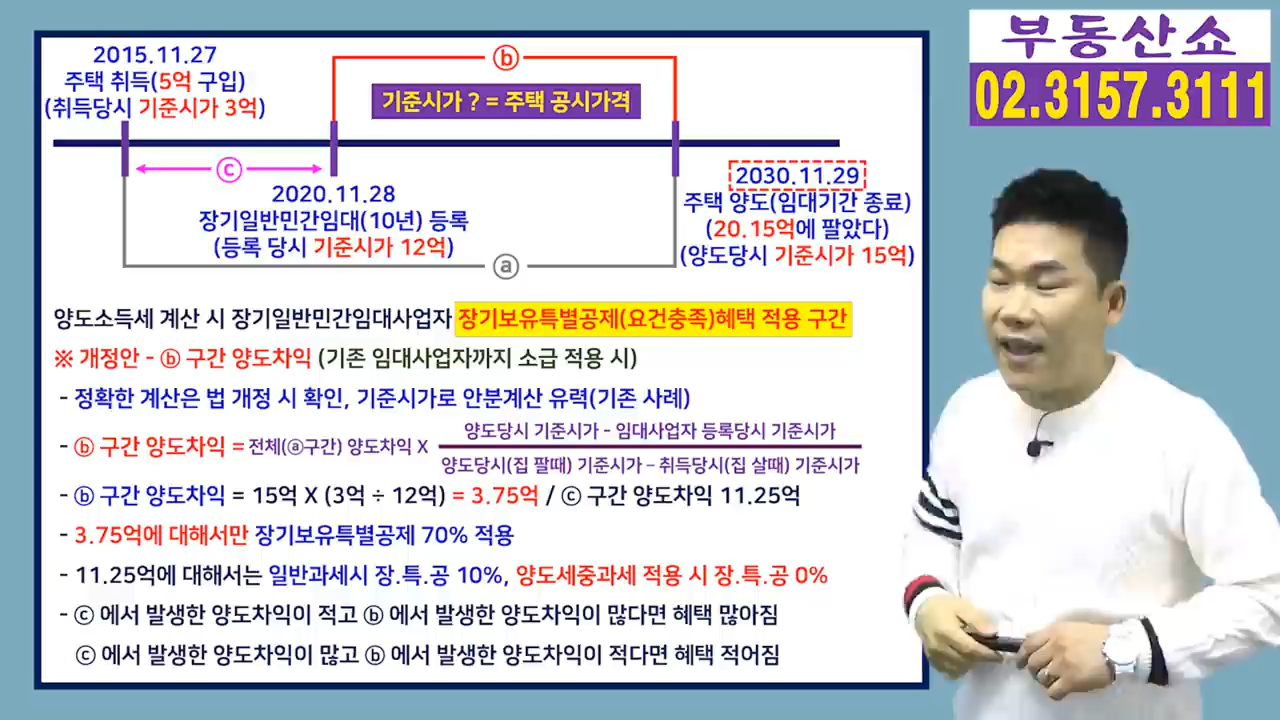 부동산쇼
02.3157.3111
2015.11.27
주택 취득(5억 구입)
(취득당시 기준시가 3억)
ⓑ
기준시가 ? = 주택 공시가격
ⓒ
2020.11.28
장기일반민간임대(10년) 등록
(등록 당시 기준시가 12억)
2030.11.29
주택 양도(임대기간 종료)
(20.15억에 팔았다)
(양도당시 기준시가 15억)
ⓐ
양도소득세 계산 시 장기일반민간임대사업자 장기보유특별공제(요건충족)혜택 적용 구간
※ 개정안 - ⓑ 구간 양도차익 (기존 임대사업자까지 소급 적용 시)
- 정확한 계산은 법 개정 시 확인, 기준시가로 안분계산 유력(기존 사례)
- ⓑ 구간 양도차익 = 전체(ⓐ구간) 양도차익 X
양도당시 기준시가 - 임대사업자 등록당시 기준시가
양도당시(집 팔때) 기준시가 - 취득당시(집 살때) 기준시가
- ⓑ 구간 양도차익 = 15억 X (3억 ÷ 12억) = 3.75억 / ⓒ 구간 양도차익 11.25억
- 3.75억에 대해서만 장기보유특별공제 70% 적용
- 11.25억에 대해서는 일반과세시 장.특.공 10%, 양도세중과세 적용 시 장.특.공 0%
- ⓒ 에서 발생한 양도차익이 적고 ⓑ 에서 발생한 양도차익이 많다면 혜택 많아짐
ⓒ 에서 발생한 양도차익이 많고 ⓑ 에서 발생한 양도차익이 적다면 혜택 적어짐